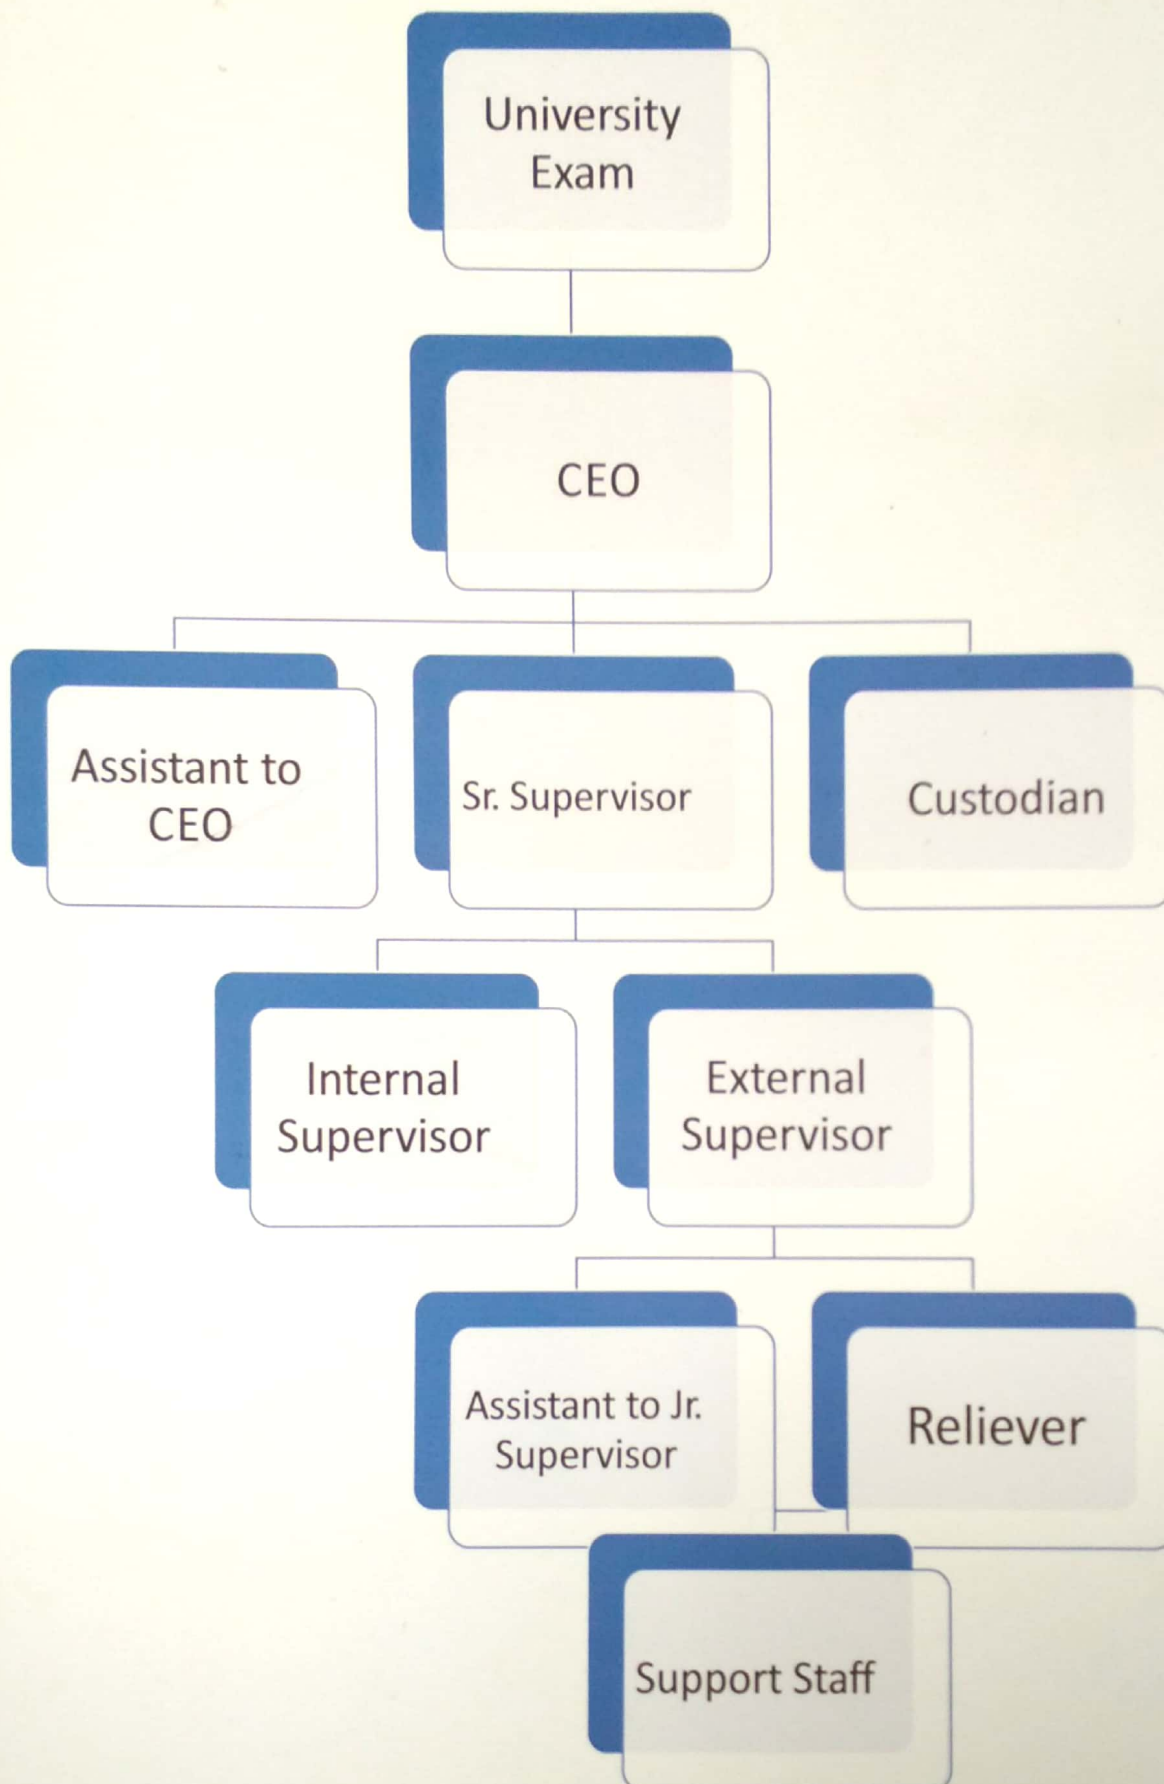 University
Exam
CEO
Assistant to
CEO
Sr. Supervisor
Custodian
Internal
Supervisor
External
Supervisor
Assistant to Jr.
Supervisor
Reliever
Support Staff